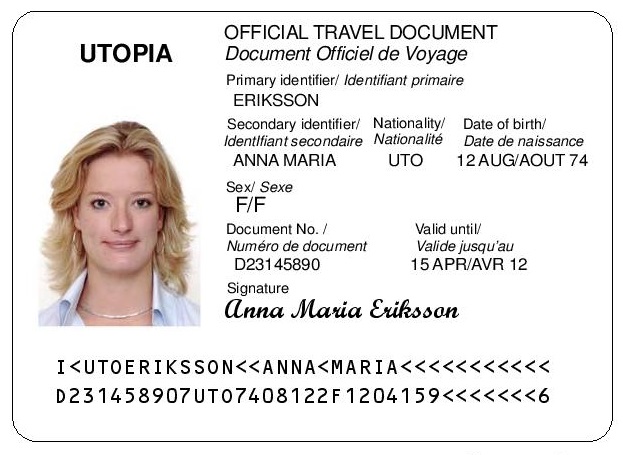 UTOPIA
OFFICIAL TRAVEL DOCUMENT
Document Officiel de Voyage
Primary identifier/ Identifiant primaire
ERIKSSON
Secondary identifier/ Nationality/ Date of birth/
Identifiant secondaire Nationalité Date de naissance
ANNA MARIA UTO 12 AUG/AOUT 74
Sex/ Sexe
F/F
Document No. / Valid until/
Numéro de document Valide jusqu'au
D23145890 15 APR/AVR 12
Signature
Anna Maria Eriksson
I<UTOERIKSSON<<ANNA<MARIA<<<<<<<<<<<
D231458907UTO7408122F1204159<<<<<<<6